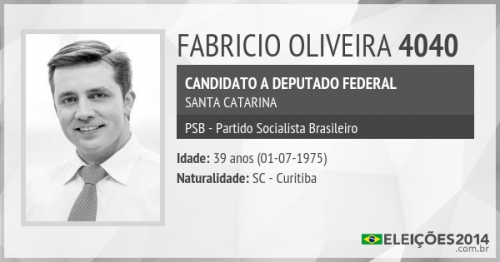 FABRICIO OLIVEIRA 4040
CANDIDATO A DEPUTADO FEDERAL
SANTA CATARINA
PSB - Partido Socialista Brasileiro
Idade: 39 anos (01-07-1975)
Naturalidade: SC - Curitiba
ELEIÇÕES2014
.com.br